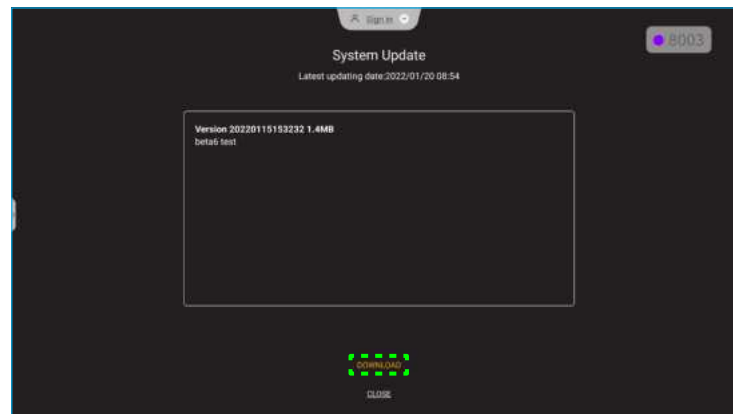 Sign in
8003
System Update
Latest updating date:2022/01/20 08:54
Version 20220115153232 1.4MB
beta6 test
DOWNLOAD
CLOSE